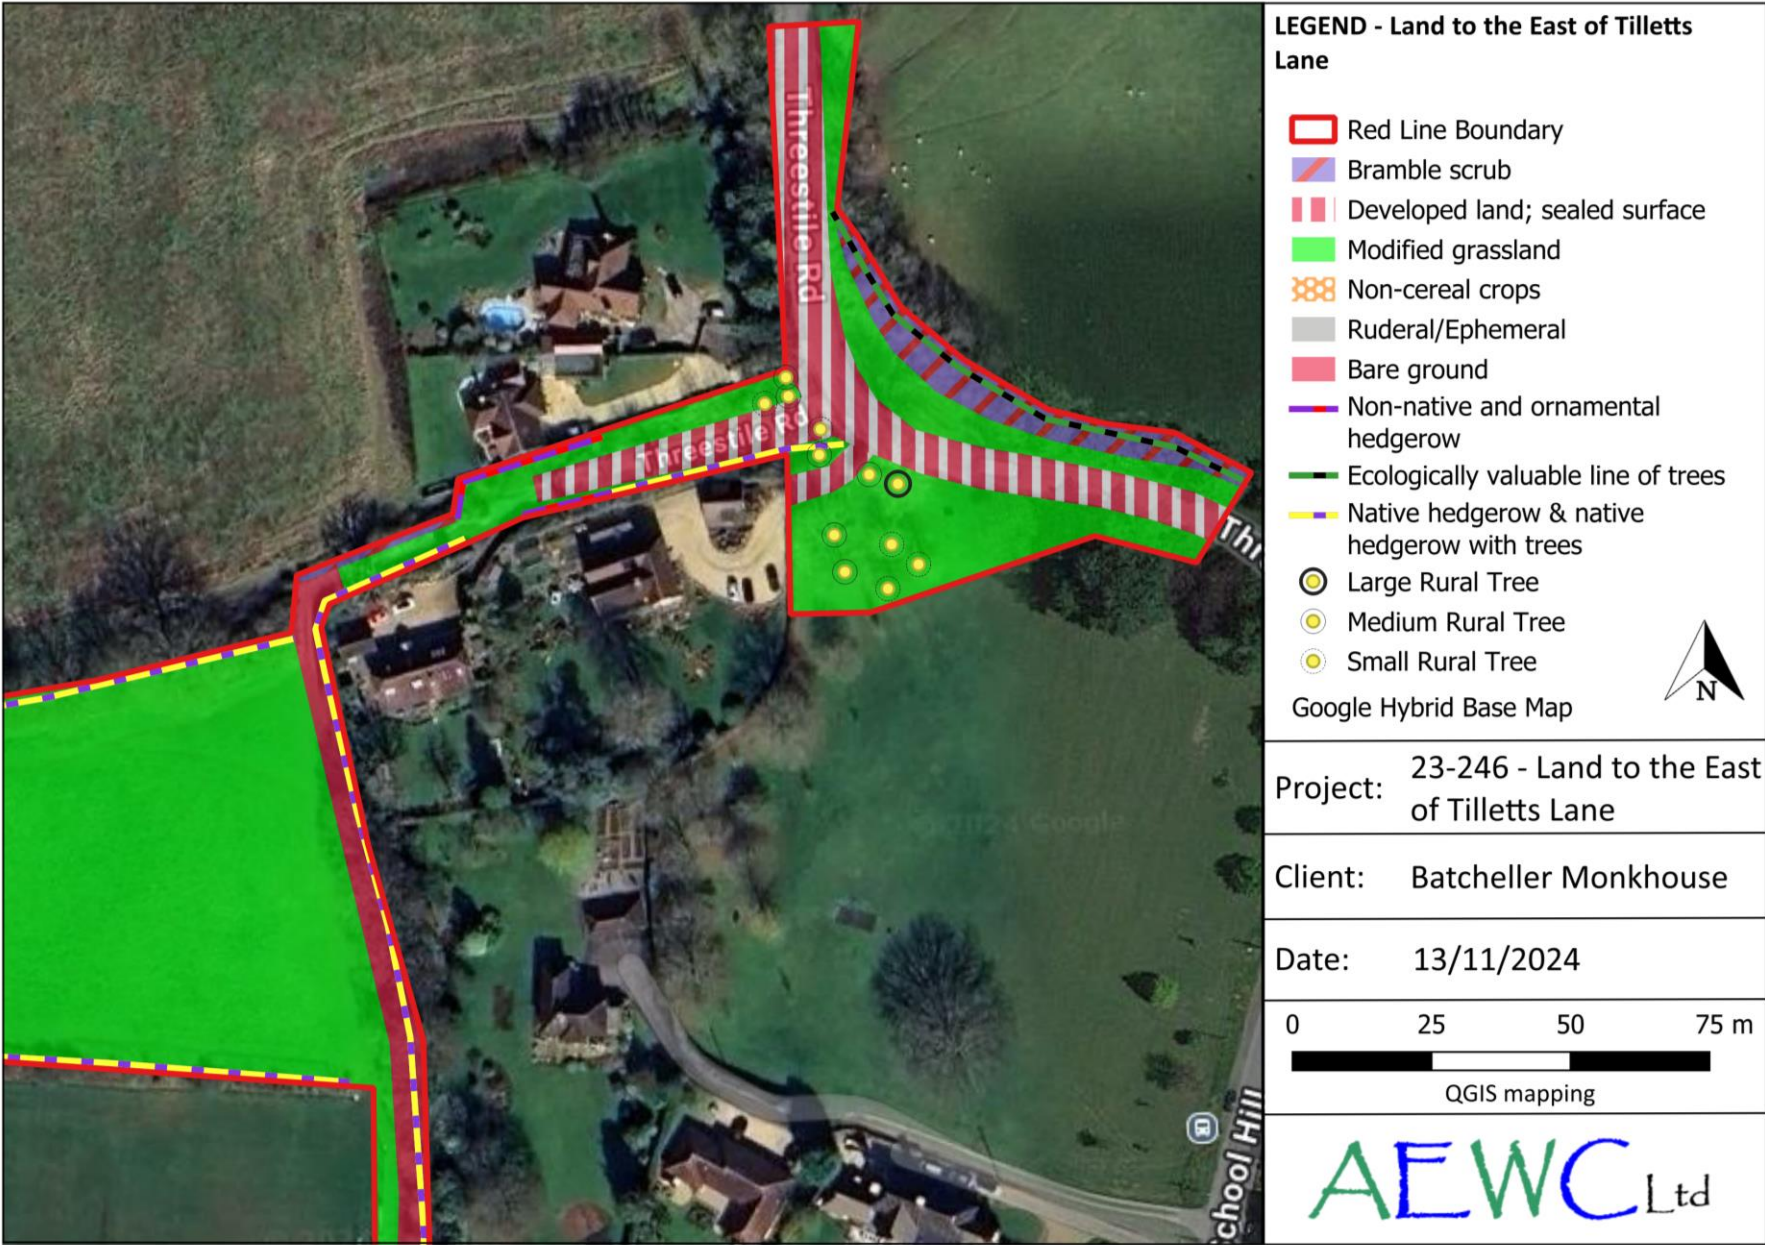 Threestile Rd
Threestile Rd
Thr
© 2024 Google
School Hill
LEGEND - Land to the East of Tilletts
Lane
Red Line Boundary
Bramble scrub
Developed land; sealed surface
Modified grassland
Non-cereal crops
Ruderal/Ephemeral
Bare ground
Non-native and ornamental
hedgerow
Ecologically valuable line of trees
Native hedgerow & native
hedgerow with trees
Large Rural Tree
Medium Rural Tree
Small Rural Tree
N
Google Hybrid Base Map
Project: 23-246 - Land to the East
of Tilletts Lane
Client: Batcheller Monkhouse
Date: 13/11/2024
0 25 50 75 m
QGIS mapping
AEWC Ltd